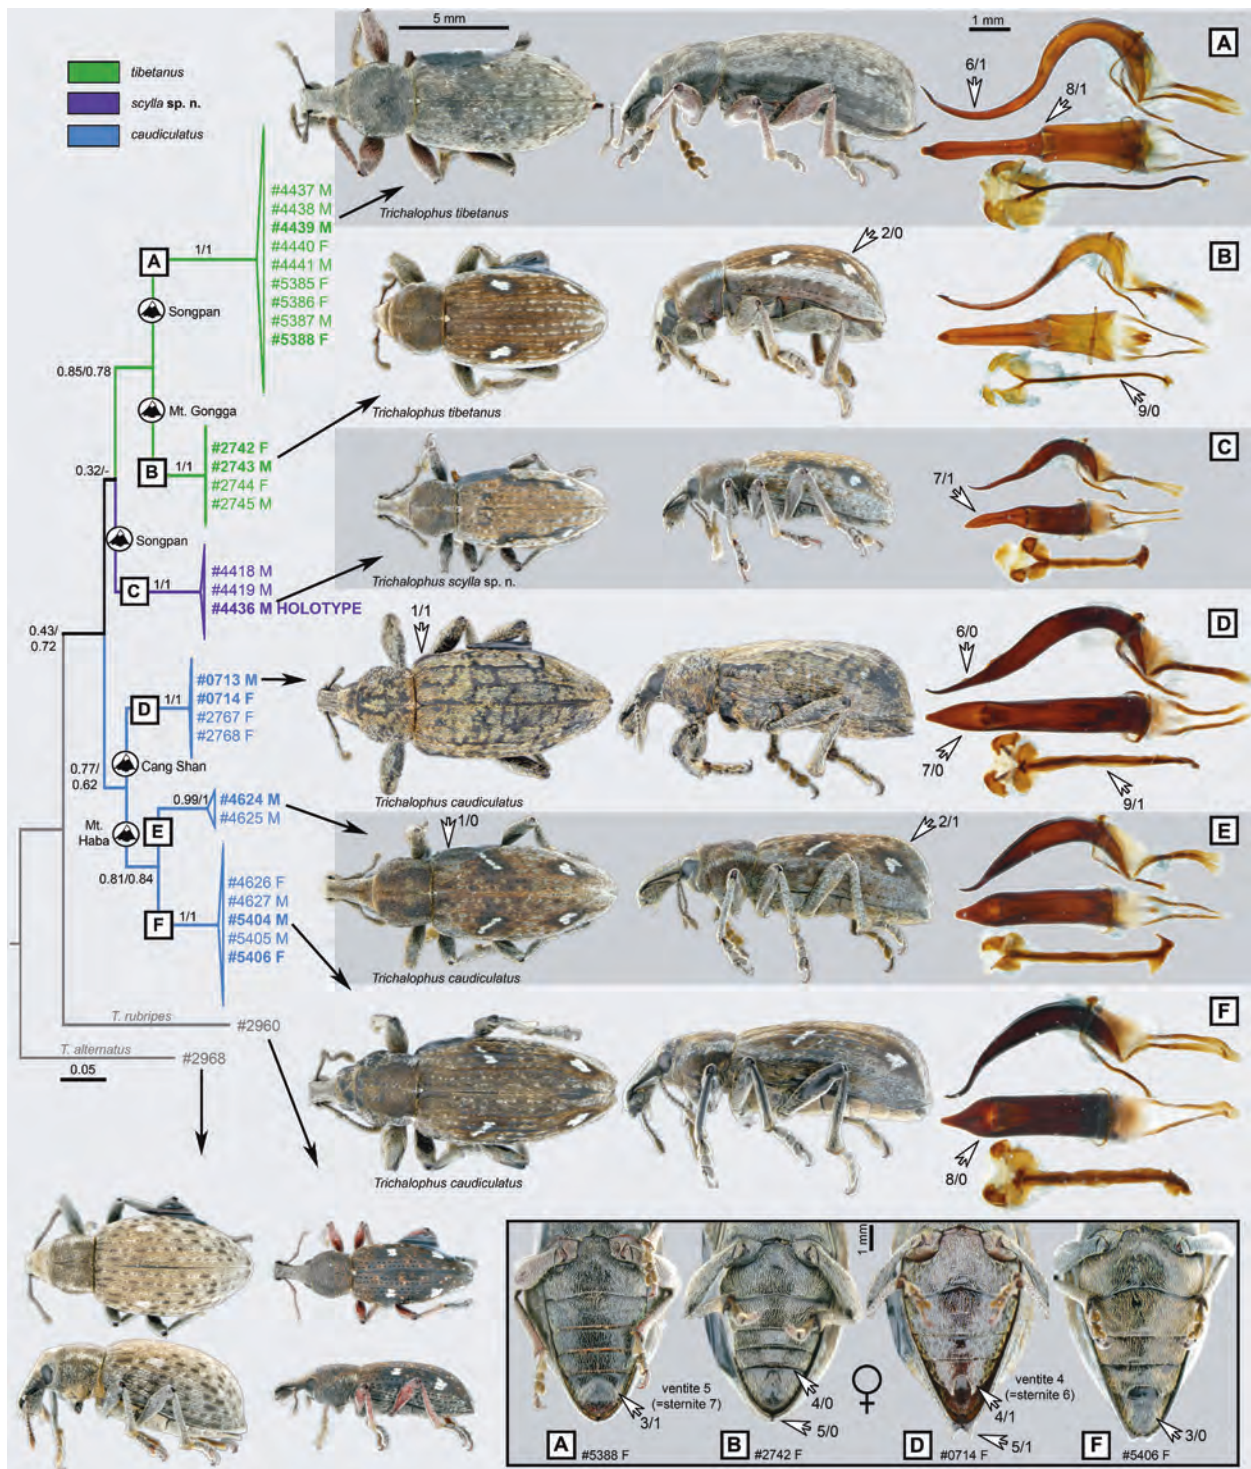 5 mm
1 mm
A
6/1
8/1
tibetanus
scylla sp. n.
caudiculatus
#4437 M
#4438 M
#4439 M
#4440 F
#4441 M
#5385 F
#5386 F
#5387 M
#5388 F
Trichalophus tibetanus
A
1/1
Songpan
2/0
B
0.85/0.78
Mt. Gongga
Trichalophus tibetanus
9/0
B
1/1
#2742 F
#2743 M
#2744 F
#2745 M
0.32/-
C
7/1
Songpan
C
1/1
#4418 M
#4419 M
#4436 M HOLOTYPE
Trichalophus scylla sp. n.
1/1
D
6/0
0.43/
0.72
D
1/1
#0713 M
#0714 F
#2767 F
#2768 F
7/0
Cang Shan
0.77/
0.62
9/1
Trichalophus caudiculatus
0.99/1
#4624 M
#4625 M
Mt.
Haba
E
1/0
2/1
E
0.81/0.84
#4626 F
#4627 M
#5404 M
#5405 M
#5406 F
F
1/1
Trichalophus caudiculatus
T. rubripes
#2960
F
T. alternatus
#2968
0.05
Trichalophus caudiculatus
8/0
1 mm
ventite 5
(=sternite 7)
3/1
4/0
5/0
♀
ventite 4
(=sternite 6)
4/1
5/1
3/0
A #5388 F
B #2742 F
D #0714 F
F #5406 F